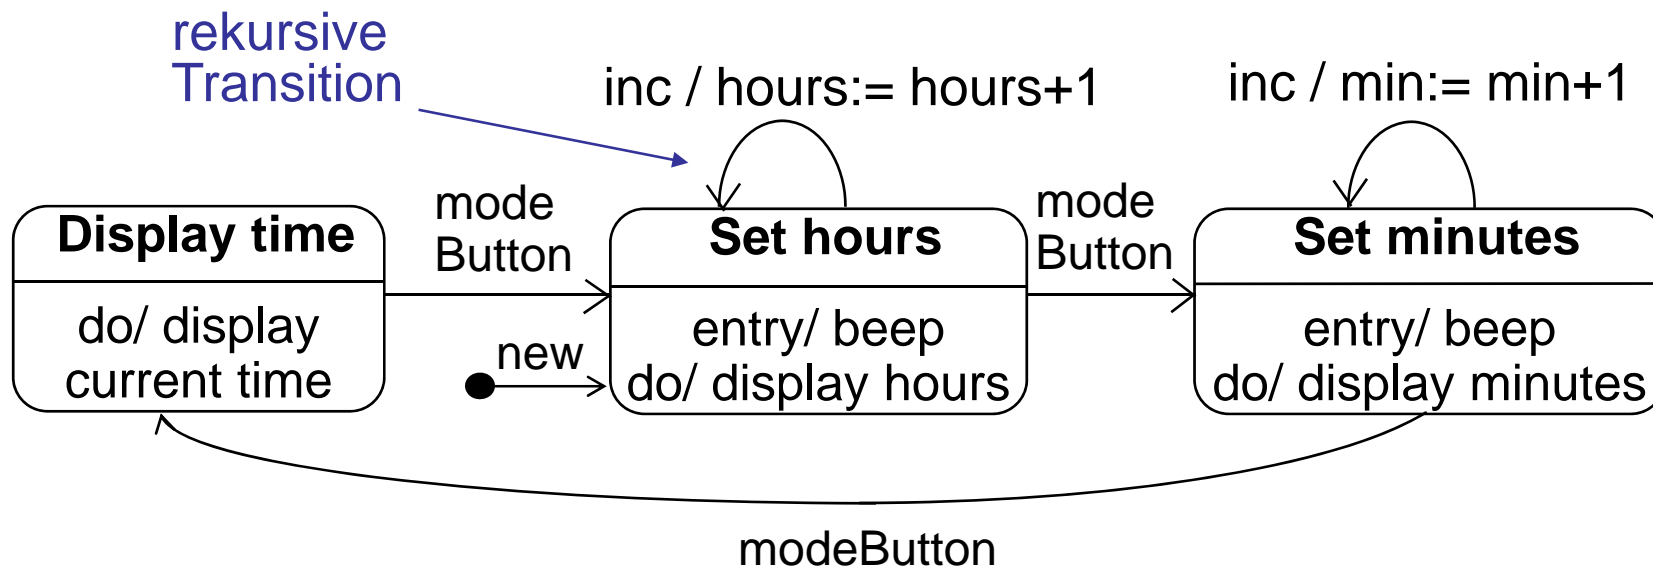 rekursive
Transition
inc / hours:= hours+1
inc / min:= min+1
Display time
do/ display
current time
mode
Button
new
Set hours
entry/ beep
do/ display hours
mode
Button
Set minutes
entry/ beep
do/ display minutes
modeButton